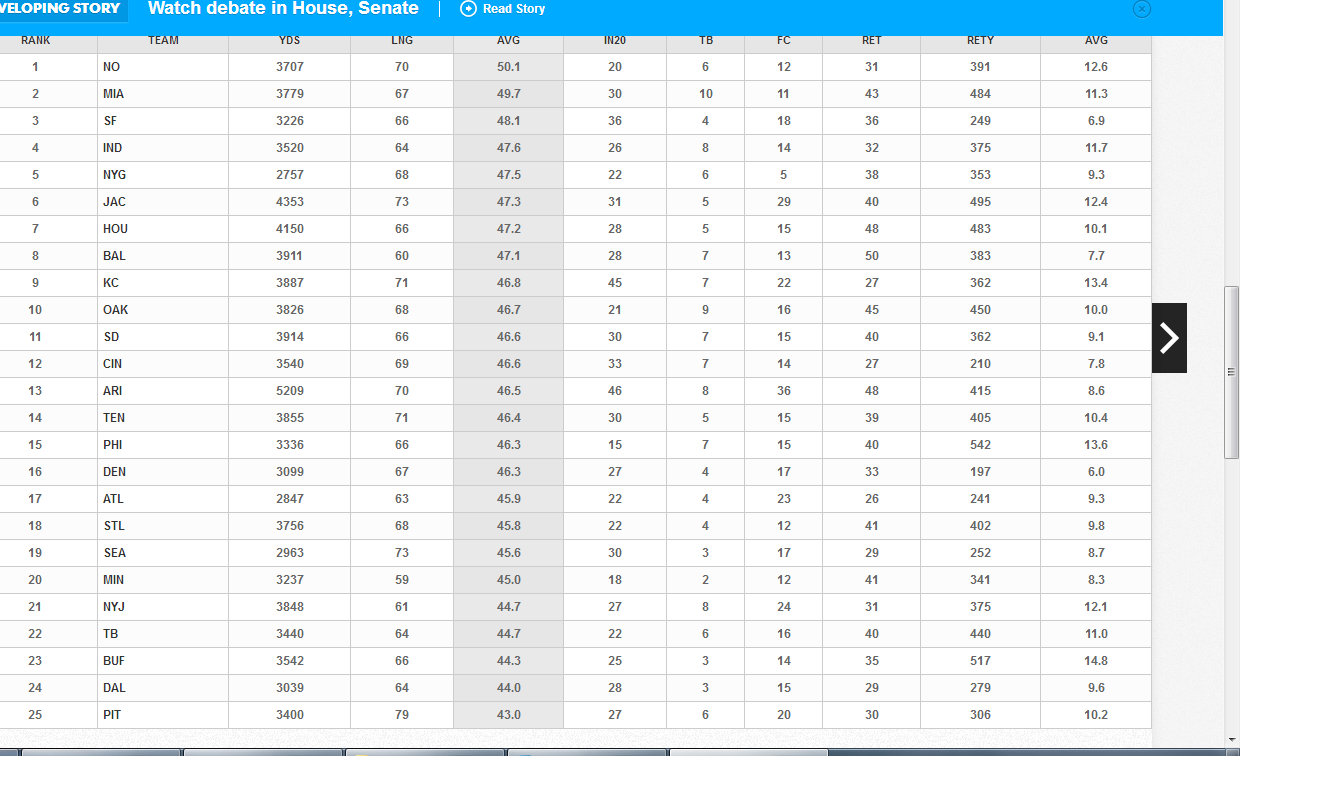 VELOPING STORY Watch debate in House, Senate Read Story
RANK TEAM YDS LNG AVG IN20 TB FC RET RETY AVG
1 NO 3707 70 50.1 20 6 12 31 391 12.6
2 MIA 3779 67 49.7 30 10 11 43 484 11.3
3 SF 3226 66 48.1 36 4 18 36 249 6.9
4 IND 3520 64 47.6 26 8 14 32 375 11.7
5 NYG 2757 68 47.5 22 6 5 38 353 9.3
6 JAC 4353 73 47.3 31 5 29 40 495 12.4
7 HOU 4150 66 47.2 28 5 15 48 483 10.1
8 BAL 3911 60 47.1 28 7 13 50 383 7.7
9 KC 3887 71 46.8 45 7 22 27 362 13.4
10 OAK 3826 68 46.7 21 9 16 45 450 10.0
11 SD 3914 66 46.6 30 7 15 40 362 9.1
12 CIN 3540 69 46.6 33 7 14 27 210 7.8
13 ARI 5209 70 46.5 46 8 36 48 415 8.6
14 TEN 3855 71 46.4 30 5 15 39 405 10.4
15 PHI 3336 66 46.3 15 7 15 40 542 13.6
16 DEN 3099 67 46.3 27 4 17 33 197 6.0
17 ATL 2847 63 45.9 22 4 23 26 241 9.3
18 STL 3756 68 45.8 22 4 12 41 402 9.8
19 SEA 2963 73 45.6 30 3 17 29 252 8.7
20 MIN 3237 59 45.0 18 2 12 41 341 8.3
21 NYJ 3848 61 44.7 27 8 24 31 375 12.1
22 TB 3440 64 44.7 22 6 16 40 440 11.0
23 BUF 3542 66 44.3 25 3 14 35 517 14.8
24 DAL 3039 64 44.0 28 3 15 29 279 9.6
25 PIT 3400 79 43.0 27 6 20 30 306 10.2